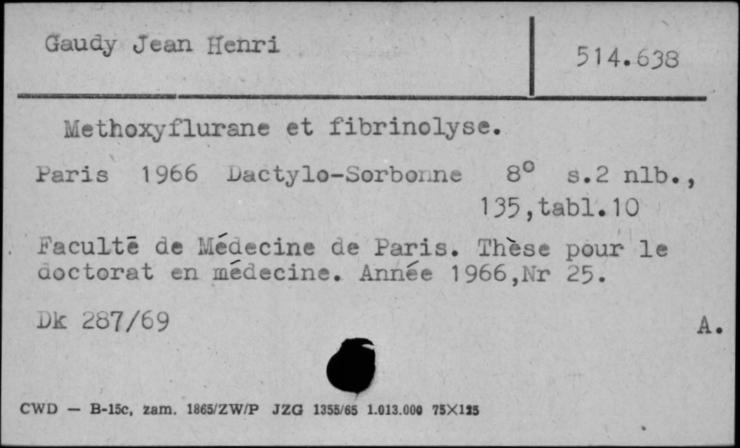 Gaudy Jean Henri
514.638
Methoxyflurane et fibrinolyse.
Paris 1966 Dactylo-Sorbonne 8° s.2 nlb.,
135,tabl.10
Faculté de Médecine de Paris. Thèse pour le
doctorat en médecine. Année 1966,Nr 25.
Dk 287/69
A.
CWD — B-15c, zam. 1865/ZW/P JZG 1355/65 1.013.000 75X125